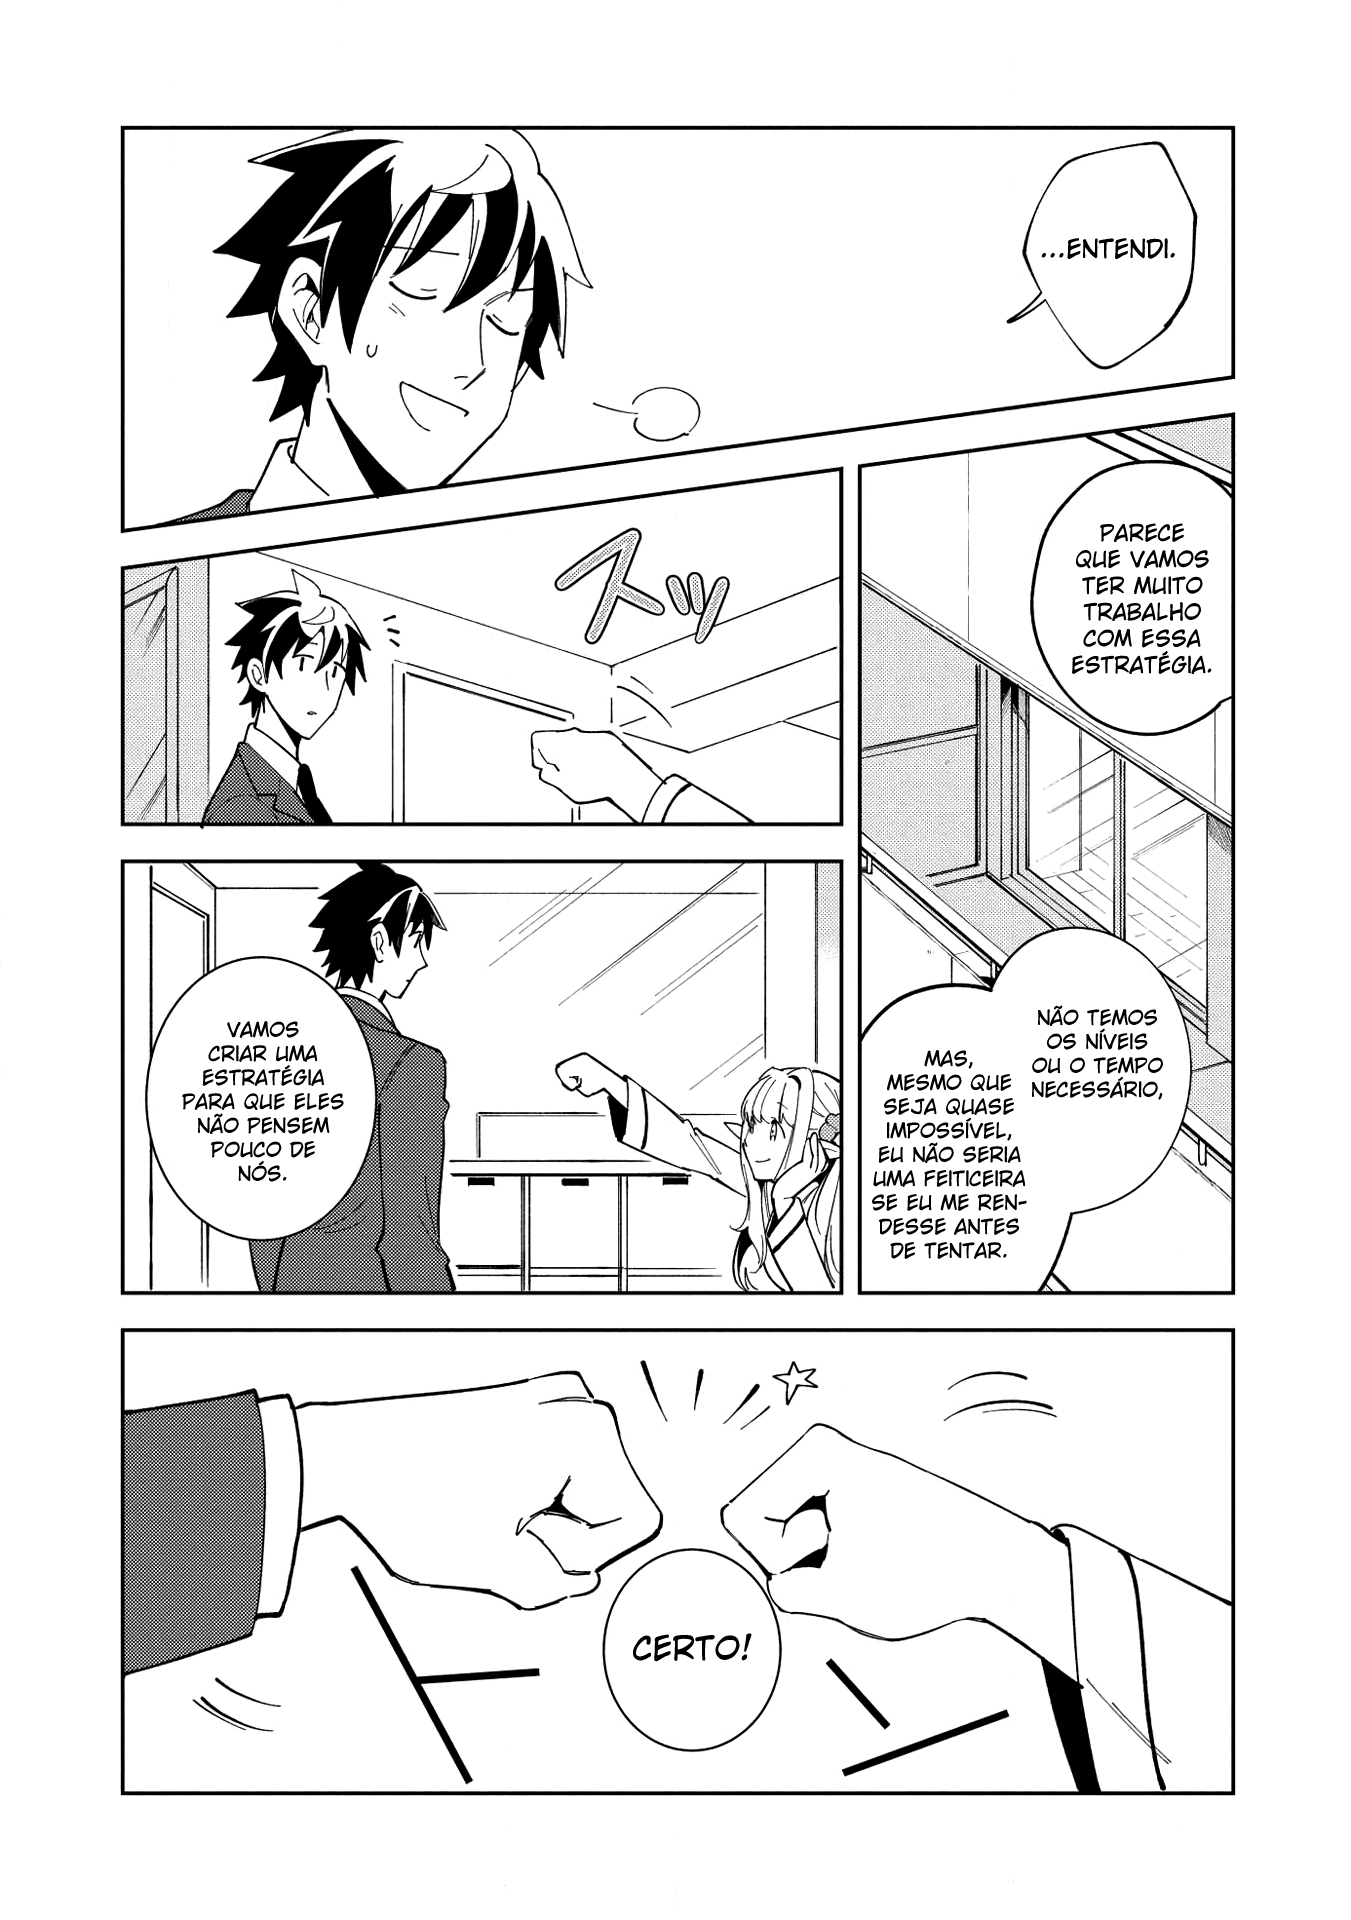 ...ENTENDI.
PARECE
QUE VAMOS
TER MUITO
TRABALHO
COM ESSA
ESTRATÉGIA.
NÃO TEMOS
OS NÍVEIS
OU O TEMPO
NECESSÁRIO,
MAS,
MESMO QUE
SEJA QUASE
IMPOSSÍVEL,
EU NÃO SERIA
UMA FEITICEIRA
SE EU ME REN-
DESSE ANTES
DE TENTAR.
スッ
VAMOS
CRIAR UMA
ESTRATÉGIA
PARA QUE ELES
NÃO PENSEM
POUCO DE
NÓS.
CERTO!